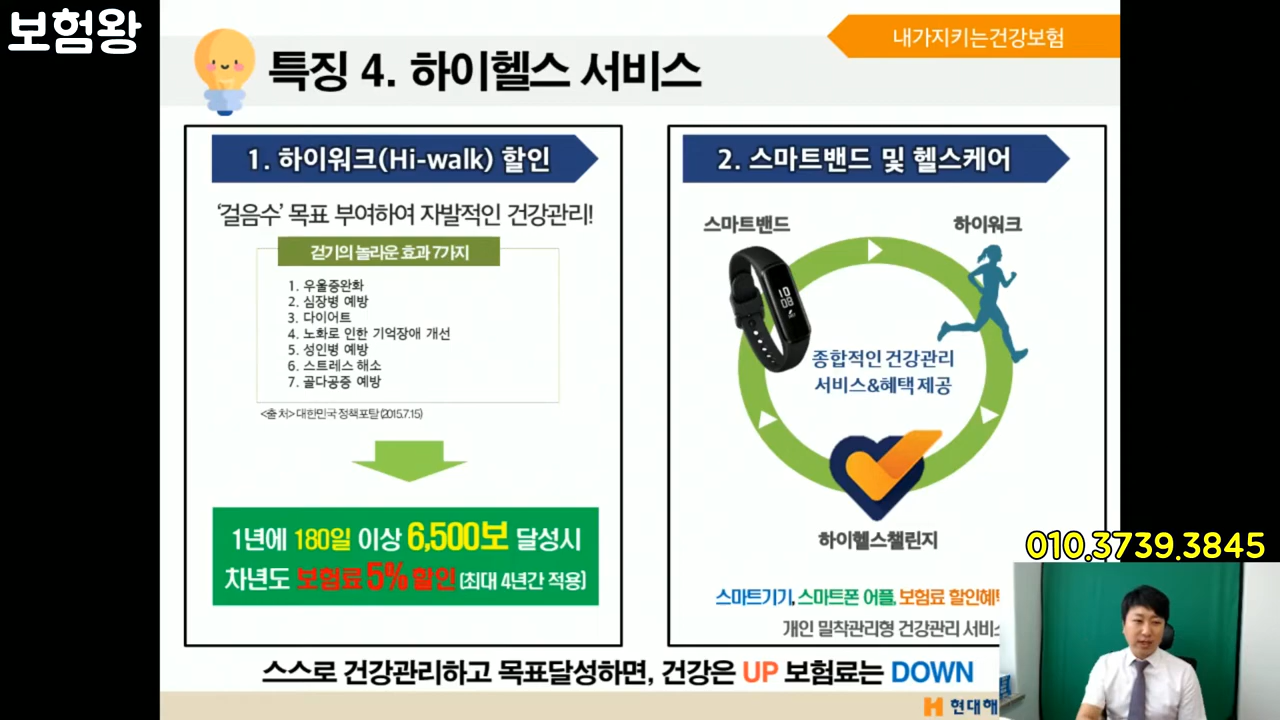 보험왕
내가지키는건강보험
특징 4. 하이헬스 서비스
1. 하이워크(Hi-walk) 할인
'걸음수' 목표 부여하여 자발적인 건강관리!
걷기의 놀라운 효과 7가지
1. 우울증완화
2. 심장병 예방
3. 다이어트
4. 노화로 인한 기억장애 개선
5. 성인병 예방
6. 스트레스 해소
7. 골다공증 예방
<출 처> 대한민국 정책포탈 (2015.7.15)
1년에 180일 이상 6,500보 달성시
차년도 보험료 5% 할인 (최대 4년간 적용)
2. 스마트밴드 및 헬스케어
스마트밴드
하이워크
10
08
종합적인 건강관리
서비스&혜택 제공
하이헬스챌린지
010.3739.3845
스마트기기, 스마트폰 어플, 보험료 할인혜
개인 밀착관리형 건강관리 서비
스스로 건강관리하고 목표달성하면, 건강은 UP 보험료는 DOWN
현대해